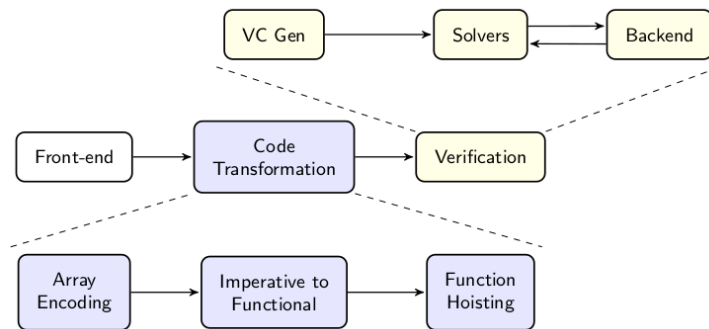 VC Gen
Solvers
Backend
Front-end
Code
Transformation
Verification
Array
Encoding
Imperative to
Functional
Function
Hoisting